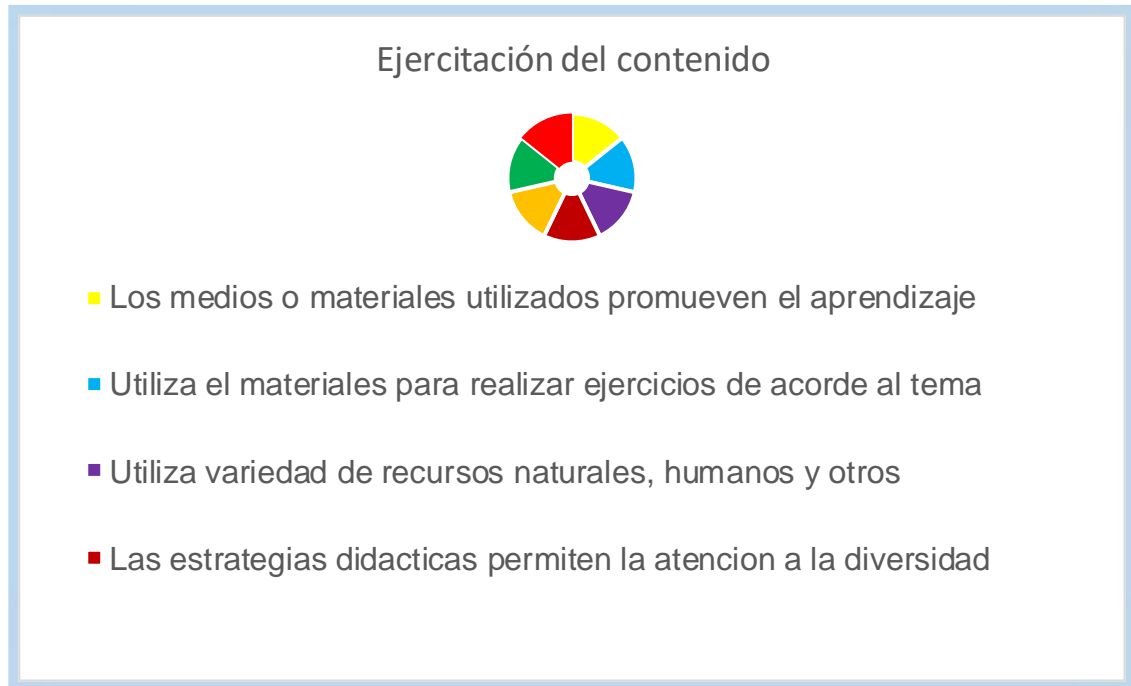 Ejercitación del contenido
Los medios o materiales utilizados promueven el aprendizaje
Utiliza el materiales para realizar ejercicios de acorde al tema
Utiliza variedad de recursos naturales, humanos y otros
Las estrategias didacticas permiten la atencion a la diversidad